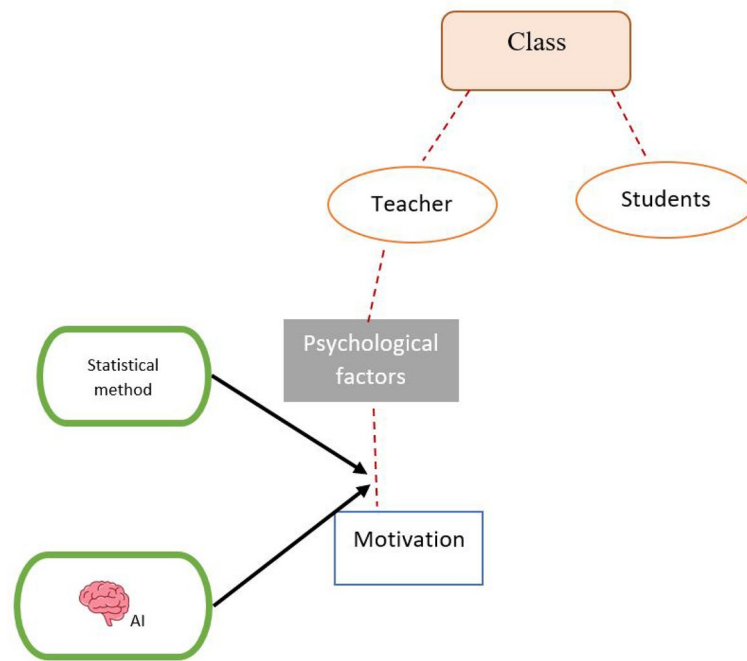 Class
Teacher
Students
Psychological
factors
Statistical
method
Motivation
AI